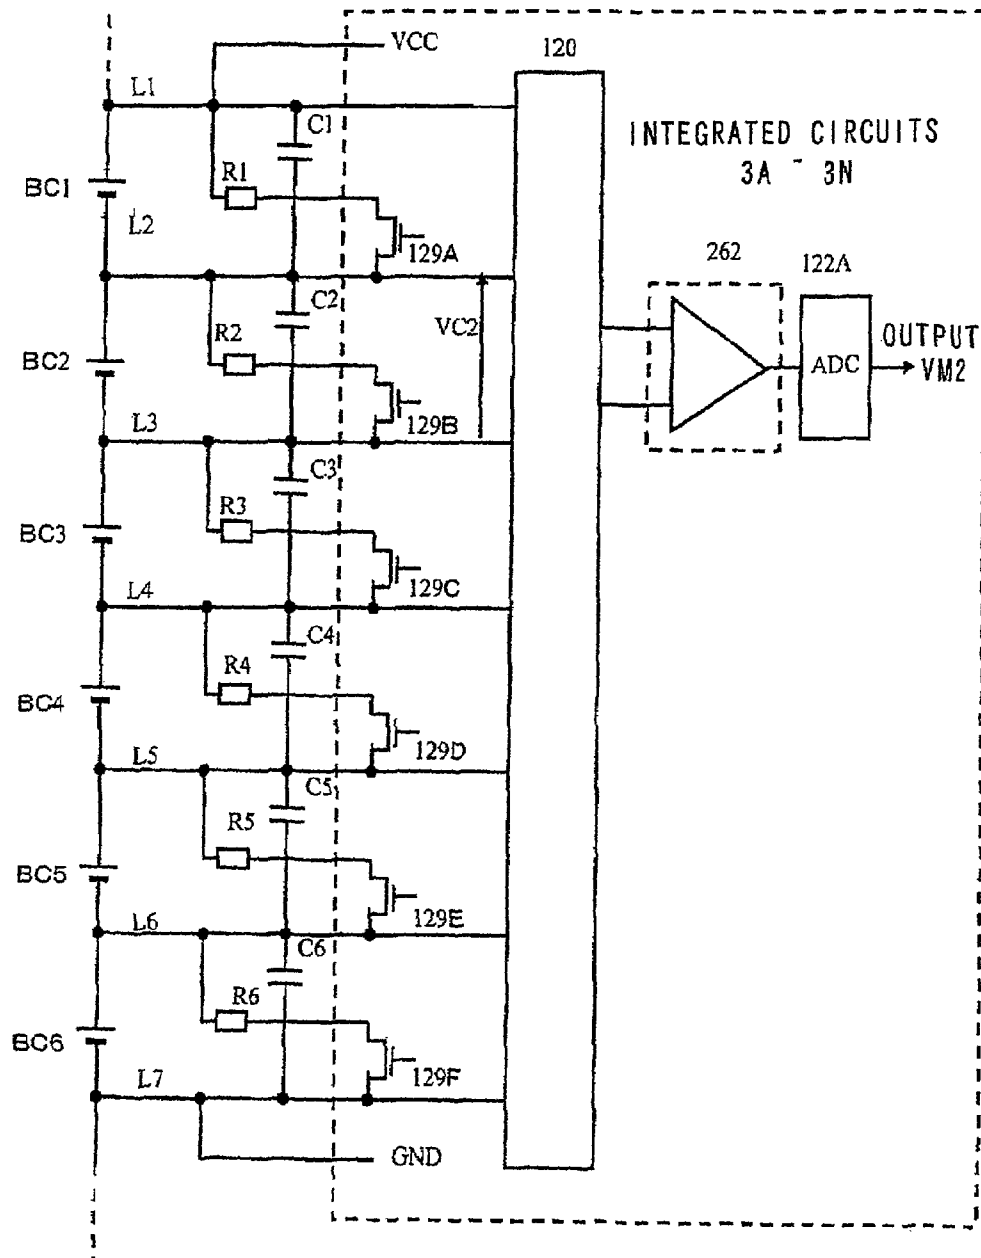 VCC
120
L1
C1
INTEGRATED CIRCUITS
3A ~ 3N
R1
BC1
L2
129A
262
122A
C2
VC2
R2
OUTPUT
VM2
BC2
ADC
129B
L3
C3
R3
BC3
129C
L4
C4
R4
BC4
129D
L5
C5
R5
BC5
129E
L6
C6
R6
BC6
129F
L7
GND